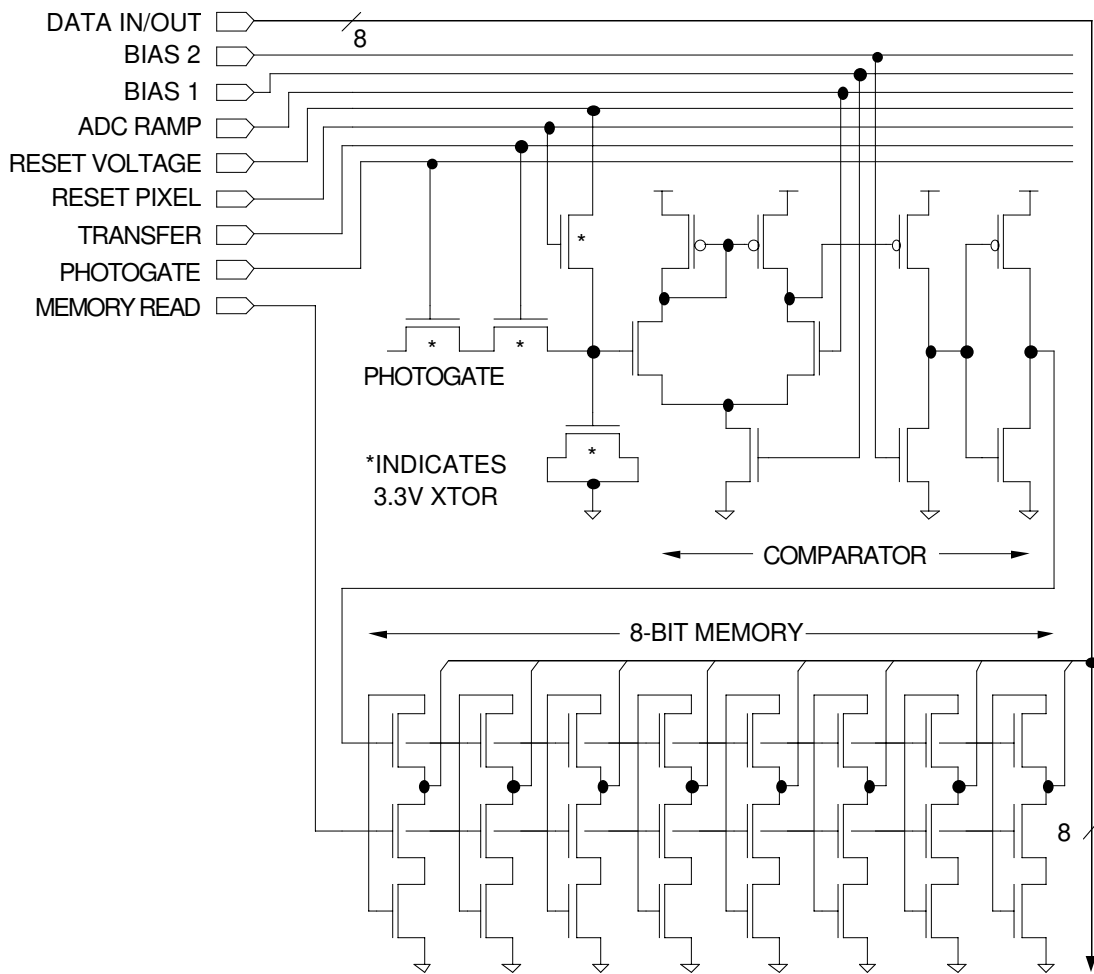 DATA IN/OUT
8
BIAS 2
BIAS 1
ADC RAMP
RESET VOLTAGE
RESET PIXEL
TRANSFER
PHOTOGATE
MEMORY READ
*
*
*
PHOTOGATE
*
*INDICATES
3.3V XTOR
COMPARATOR
8-BIT MEMORY
8